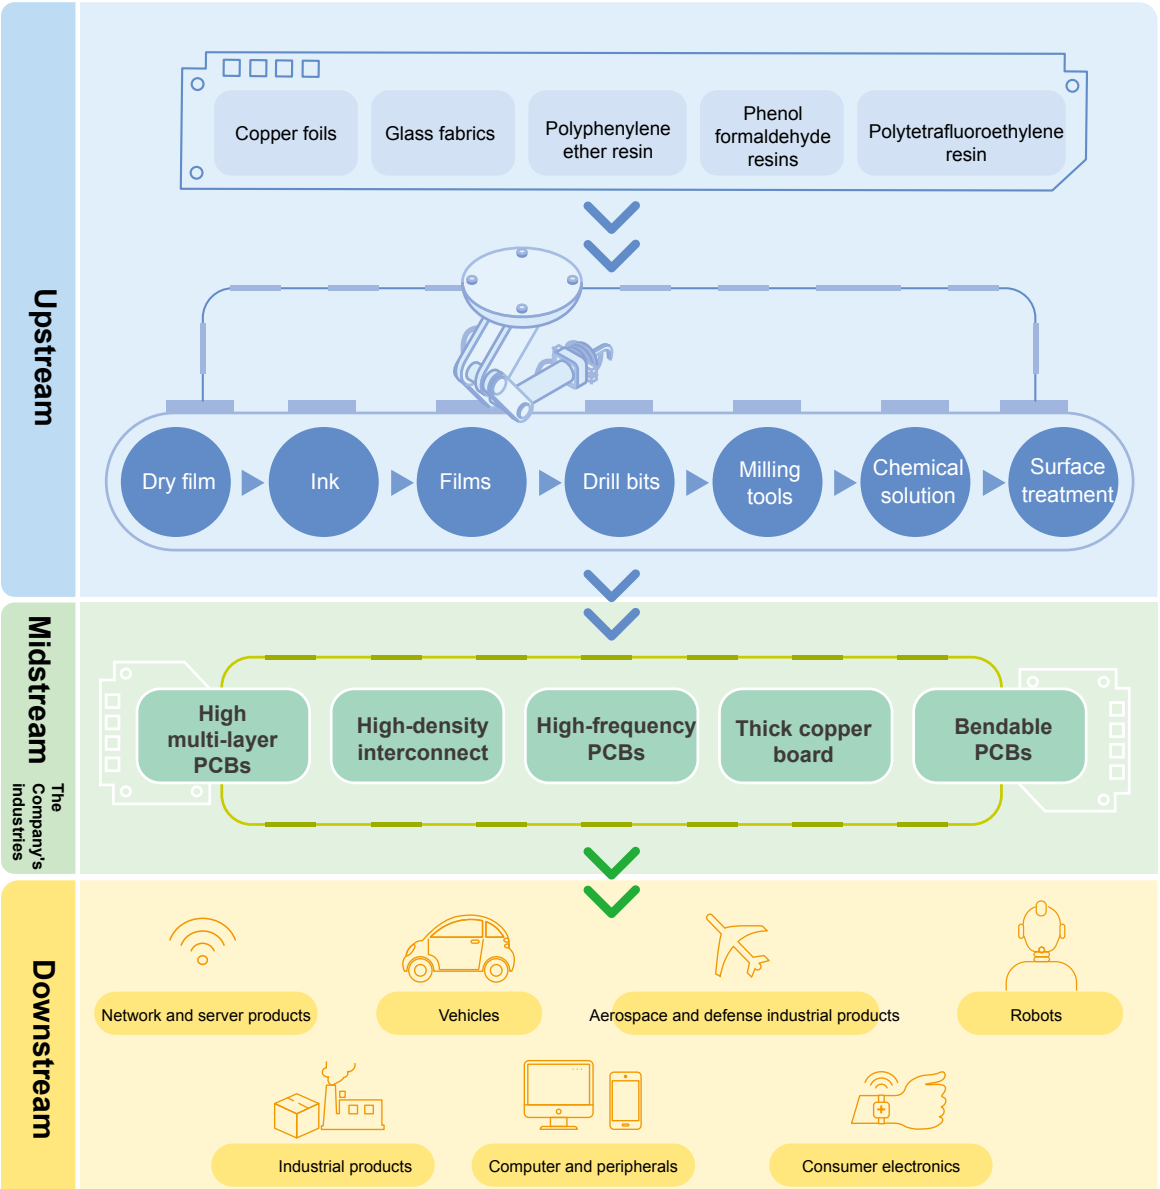 Upstream
Copper foils
Glass fabrics
Polyphenylene
ether resin
Phenol
formaldehyde
resins
Polytetrafluoroethylene
resin
Dry film
Ink
Films
Drill bits
Milling
tools
Chemical
solution
Surface
treatment
Midstream
The
Company's
industries
High
multi-layer
PCBs
High-density
interconnect
High-frequency
PCBs
Thick copper
board
Bendable
PCBs
Downstream
Network and server products
Vehicles
Aerospace and defense industrial products
Robots
Industrial products
Computer and peripherals
Consumer electronics